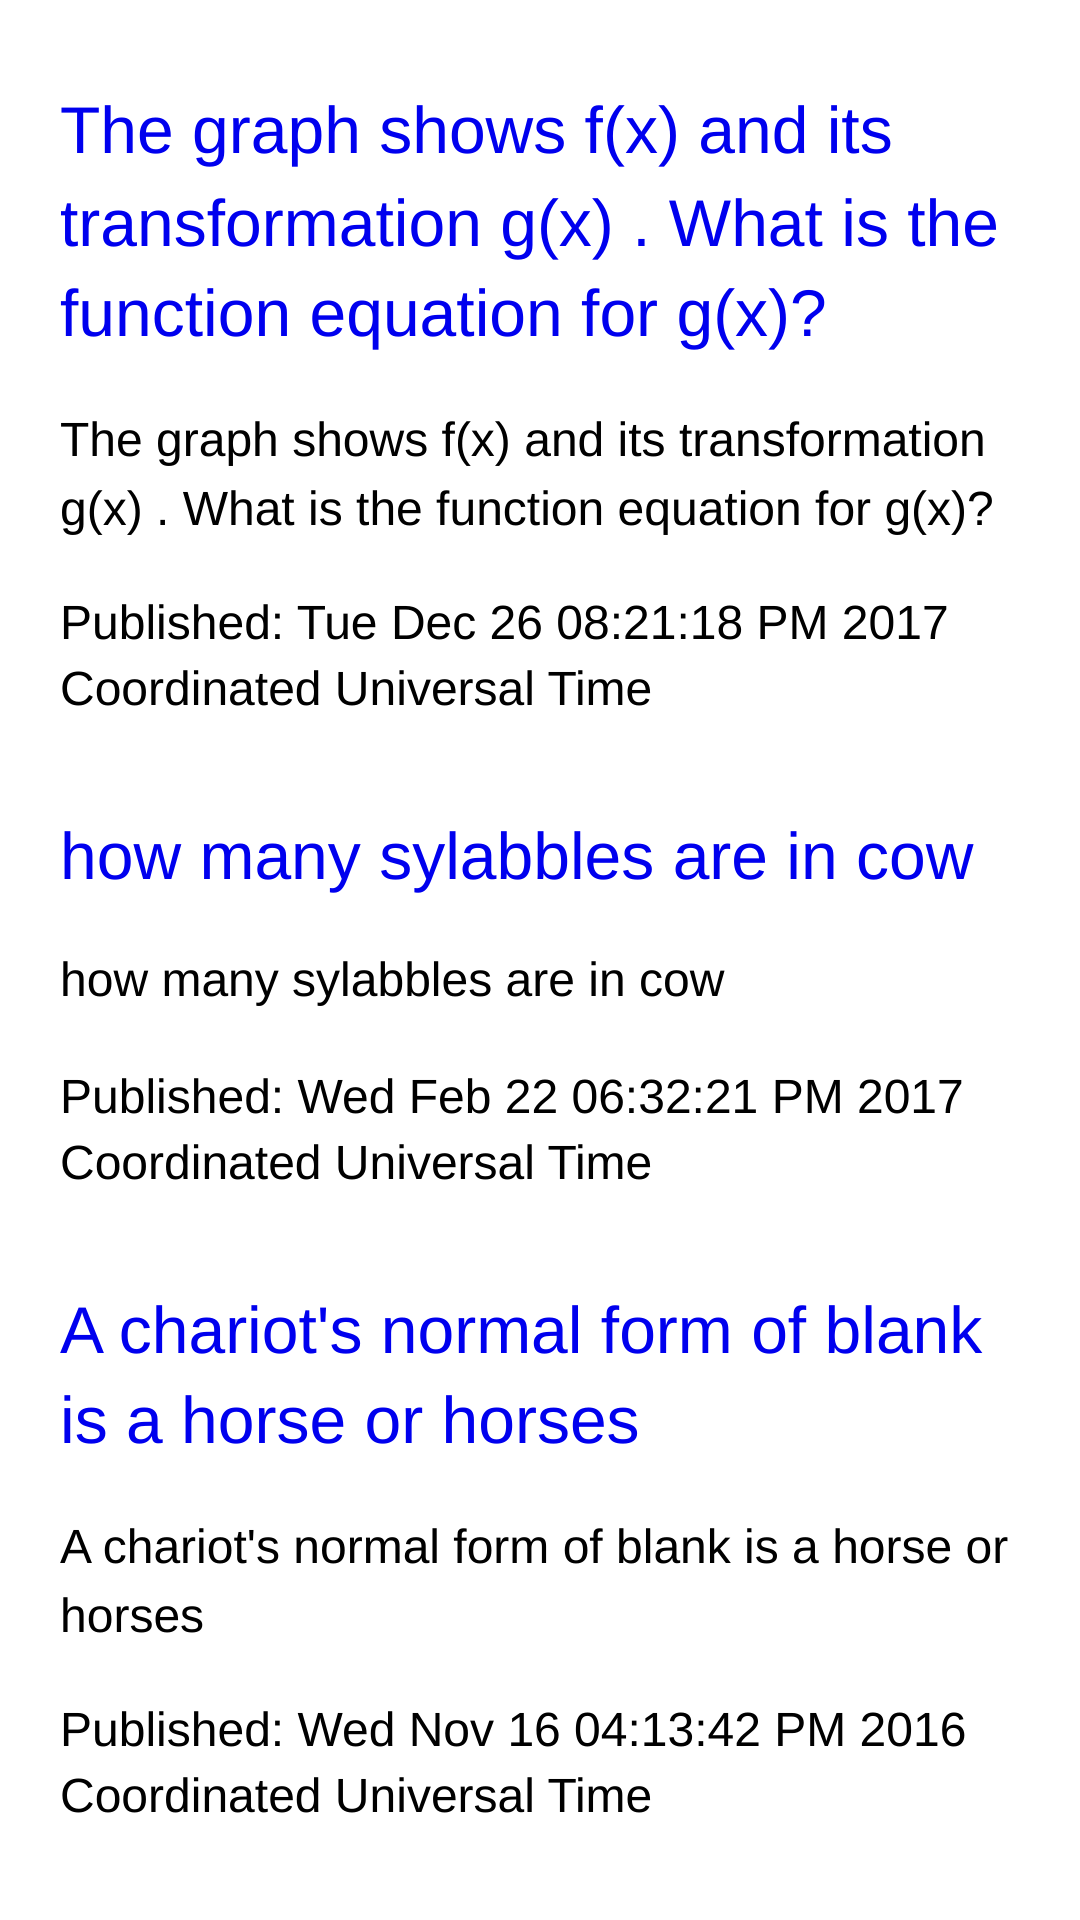 The graph shows f(x) and its
transformation g(x) . What is the
function equation for g(x)?
The graph shows f(x) and its transformation
g(x) . What is the function equation for g(x)?
Published: Tue Dec 26 08:21:18 PM 2017
Coordinated Universal Time
how many sylabbles are in cow
how many sylabbles are in cow
Published: Wed Feb 22 06:32:21 PM 2017
Coordinated Universal Time
A chariot's normal form of blank
is a horse or horses
A chariot's normal form of blank is a horse or
horses
Published: Wed Nov 16 04:13:42 PM 2016
Coordinated Universal Time